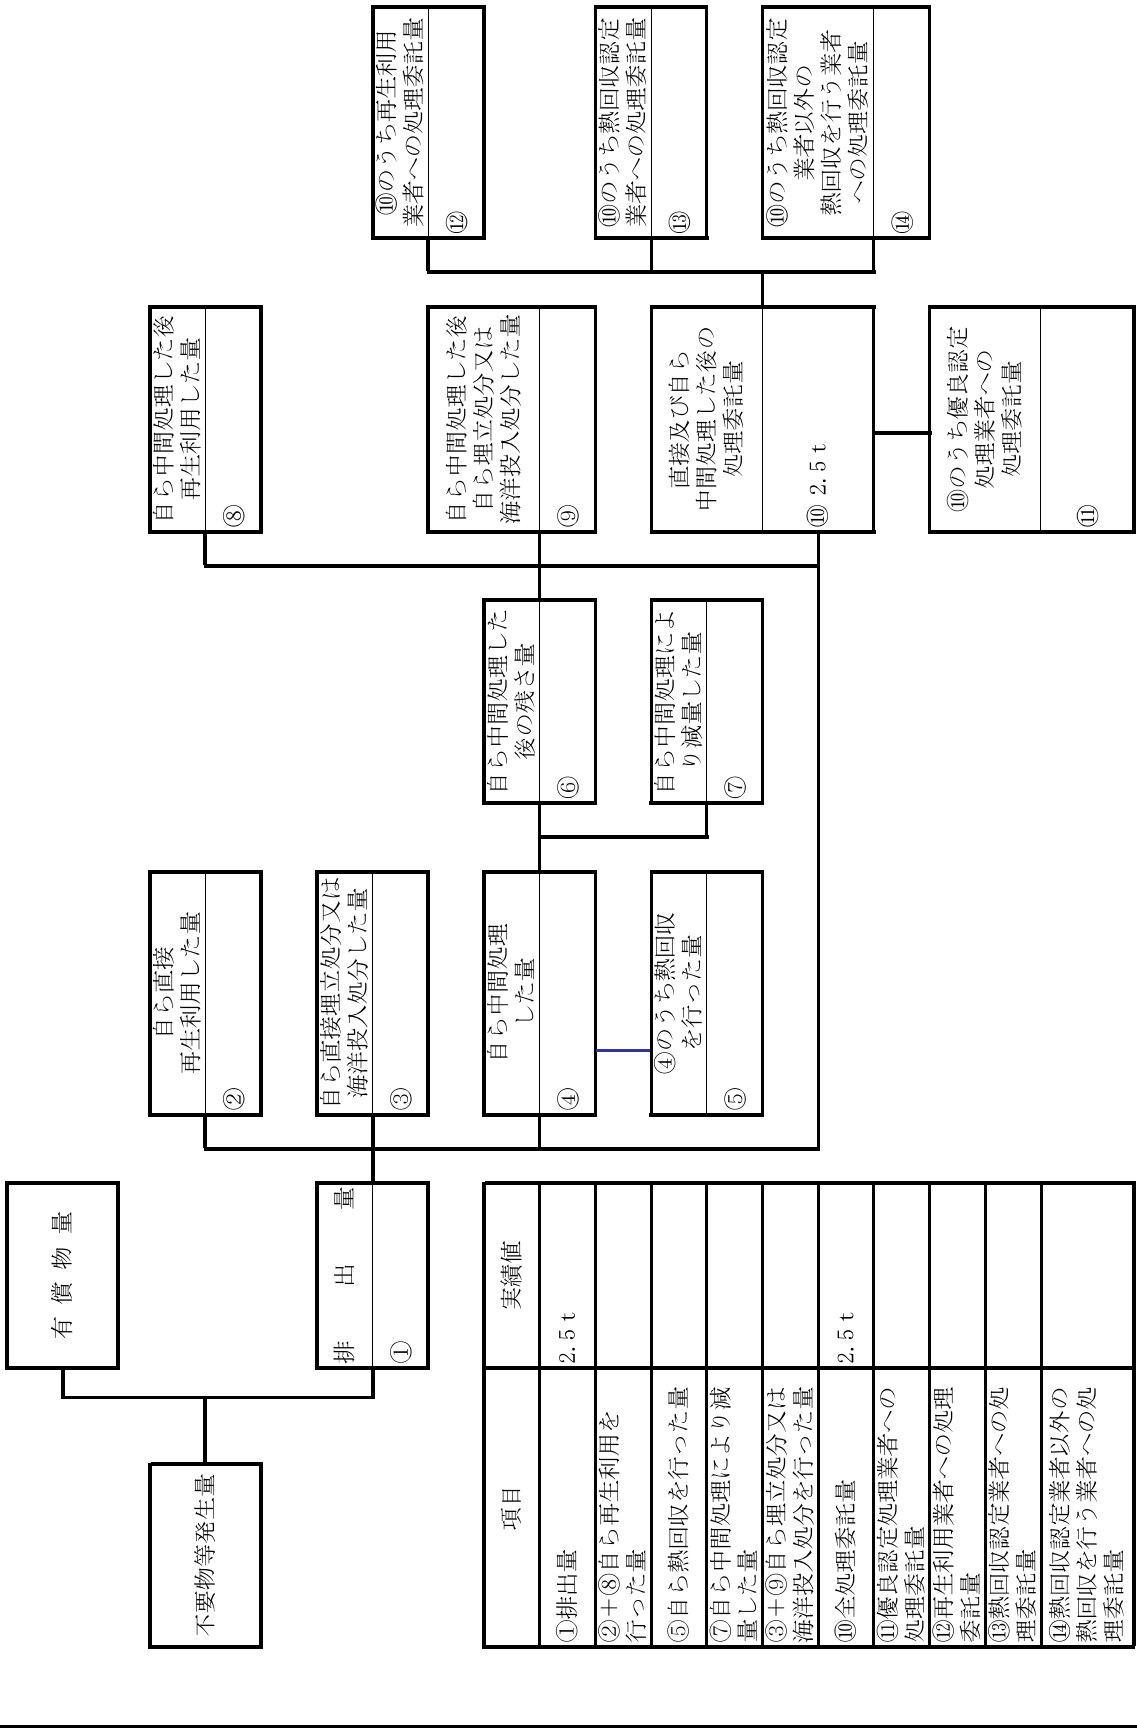 有償物量
不要物等発生量
排出量
①
自ら直接
再生利用した量
②
自ら直接埋立処分又は
海洋投入処分した量
③
自ら中間処理
した量
④
④のうち熱回収
を行った量
⑤
自ら中間処理した
後の残さ量
⑥
自ら中間処理によ
り減量した量
⑦
自ら中間処理した後
再生利用した量
⑧
自ら中間処理した後
自ら埋立処分又は
海洋投入処分した量
⑨
直接及び自ら
中間処理した後の
処理委託量
⑩ 2.5t
⑩のうち優良認定
処理業者への
処理委託量
⑪
⑩のうち再生利用
業者への処理委託量
⑫
⑩のうち熱回収認定
業者への処理委託量
⑬
⑩のうち熱回収認定
業者以外の
熱回収を行う業者
への処理委託量
⑭
項目 実績値
①排出量 2.5t
②+⑧自ら再生利用を
行った量
⑤自ら熱回収を行った量
⑦自ら中間処理により減
量した量
③+⑨自ら埋立処分又は
海洋投入処分を行った量
⑩全処理委託量 2.5t
⑪優良認定処理業者への
処理委託量
⑫再生利用業者への処理
委託量
⑬熱回収認定業者への処
理委託量
⑭熱回収認定業者以外の
熱回収を行う業者への処
理委託量